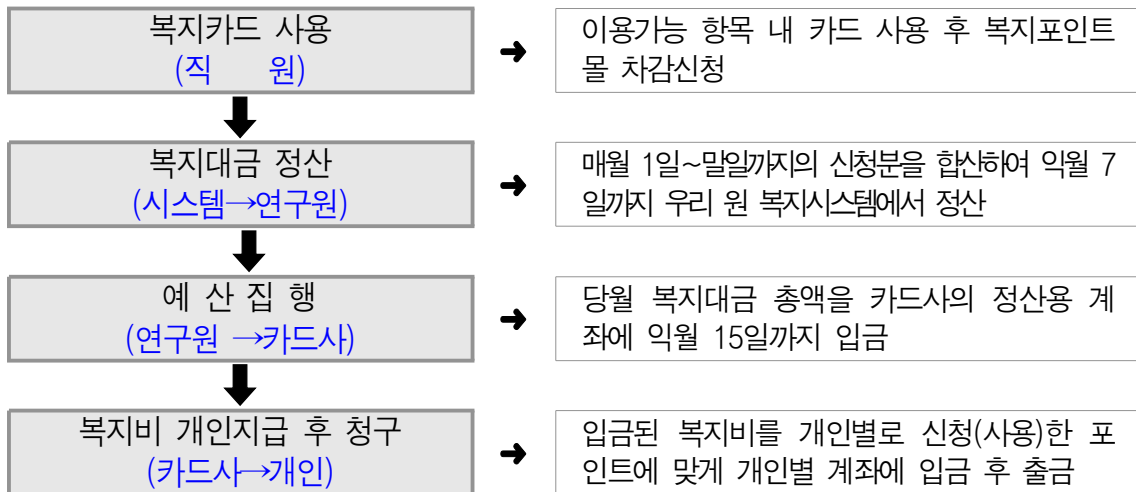 복지카드 사용
(직 원)
이용가능 항목 내 카드 사용 후 복지포인트
몰 차감신청
복지대금 정산
(시스템→연구원)
매월 1일~말일까지의 신청분을 합산하여 익월 7
일까지 우리 원 복지시스템에서 정산
예 산 집 행
(연구원 →카드사)
당월 복지대금 총액을 카드사의 정산용 계
좌에 익월 15일까지 입금
복지비 개인지급 후 청구
(카드사→개인)
입금된 복지비를 개인별로 신청(사용)한 포
인트에 맞게 개인별 계좌에 입금 후 출금